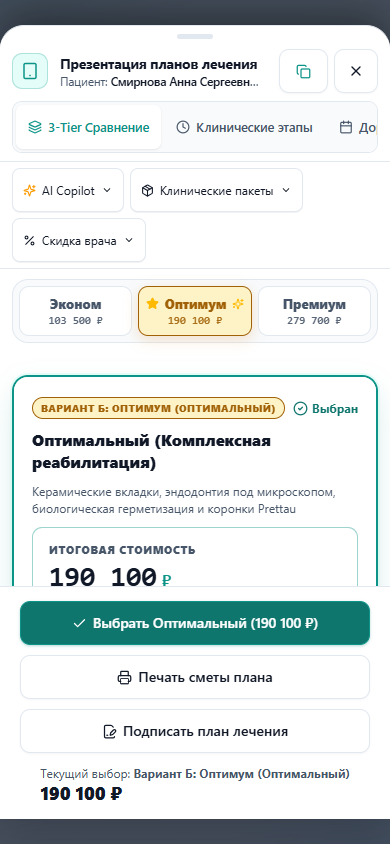 Презентация планов лечения
Пациент: Смирнова Анна Сергеевн...
3-Tier Сравнение
Клинические этапы
До
AI Copilot
Клинические пакеты
Скидка врача
Эконом
103 500 ₽
Оптимум
190 100 ₽
Премиум
279 700 ₽
ВАРИАНТ Б: ОПТИМУМ (ОПТИМАЛЬНЫЙ)
Выбран
Оптимальный (Комплексная
реабилитация)
Керамические вкладки, эндодонтия под микроскопом,
биологическая герметизация и коронки Prettau
ИТОГОВАЯ СТОИМОСТЬ
190 100 ₽
Выбрать Оптимальный (190 100 ₽)
Печать сметы плана
Подписать план лечения
Текущий выбор: Вариант Б: Оптимум (Оптимальный)
190 100 ₽